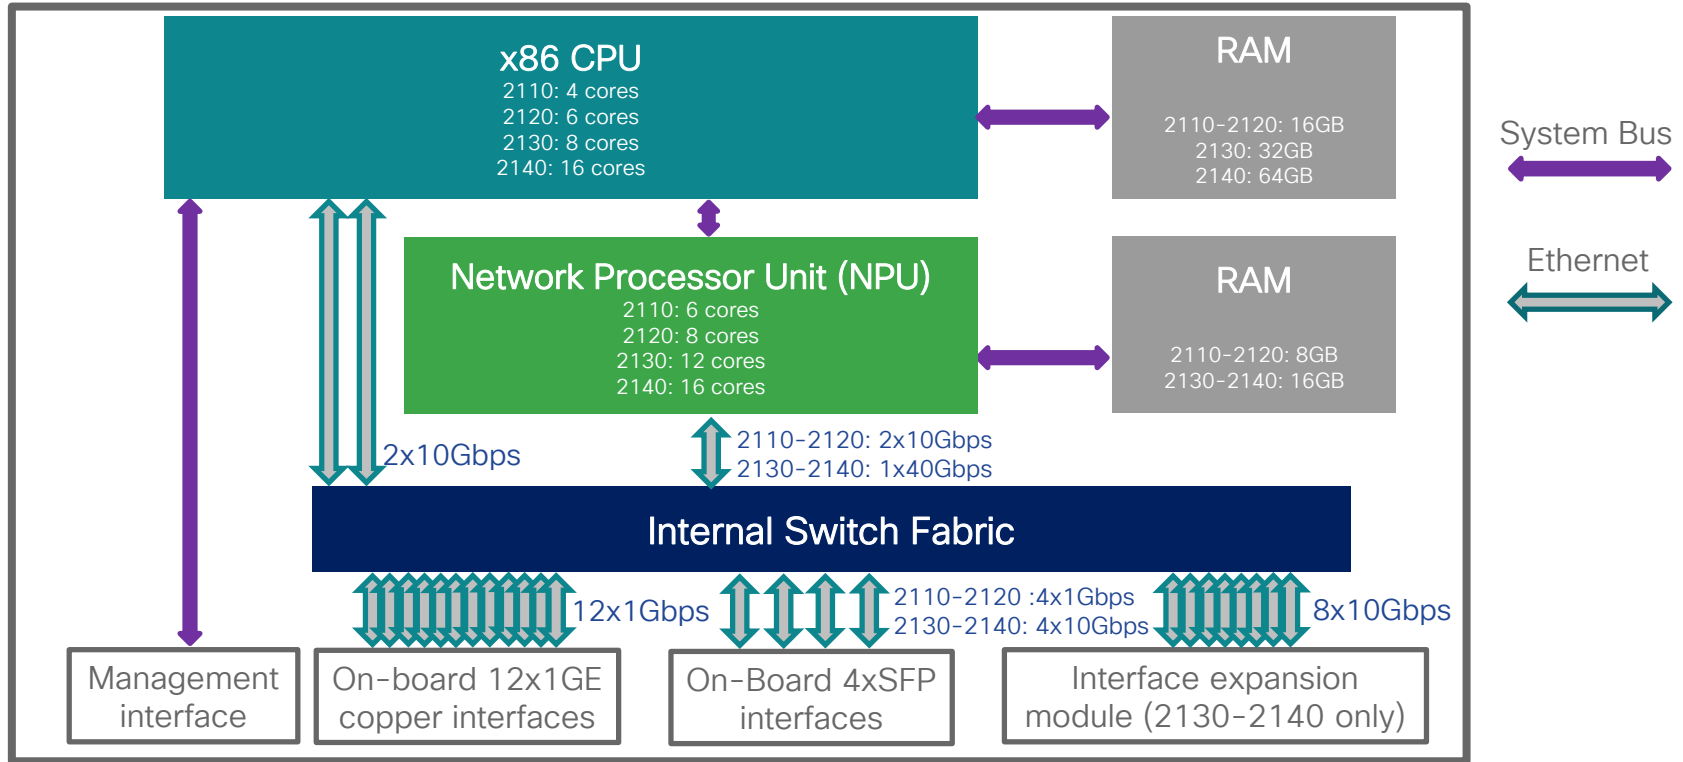 x86 CPU
2110: 4 cores
2120: 6 cores
2130: 8 cores
2140: 16 cores
RAM
2110-2120: 16GB
2130: 32GB
2140: 64GB
System Bus
Network Processor Unit (NPU)
2110: 6 cores
2120: 8 cores
2130: 12 cores
2140: 16 cores
RAM
2110-2120: 8GB
2130-2140: 16GB
Ethernet
2x10Gbps
2110-2120: 2x10Gbps
2130-2140: 1x40Gbps
Internal Switch Fabric
12x1Gbps
2110-2120 :4x1Gbps
2130-2140: 4x10Gbps
8x10Gbps
Management
interface
On-board 12x1GE
copper interfaces
On-Board 4xSFP
interfaces
Interface expansion
module (2130-2140 only)